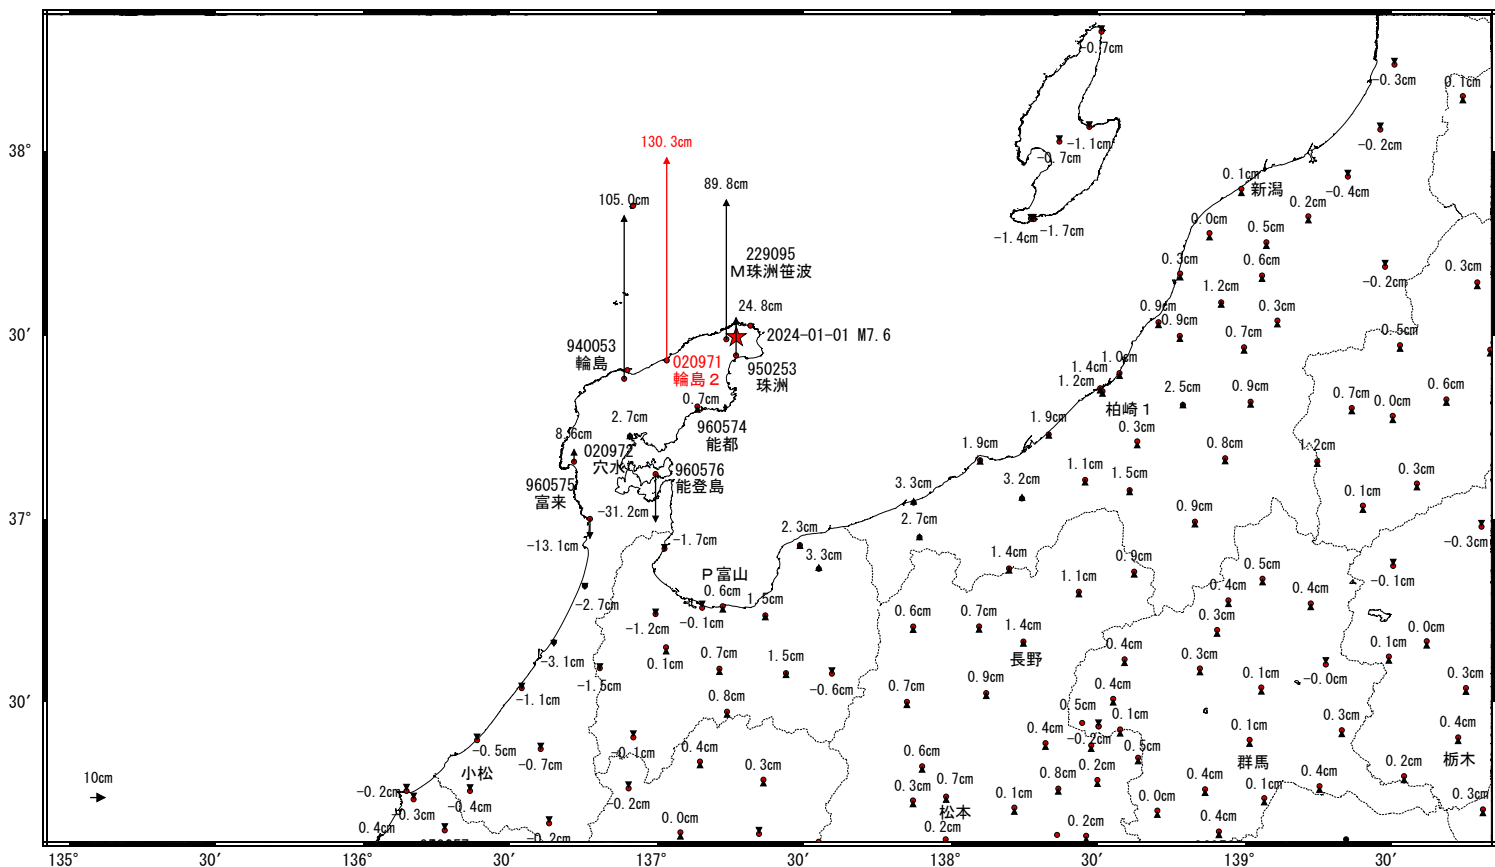 -0.7cm
-0.3cm
0.1cm
130.3cm
-1.1cm
-0.2cm
38°
-0.7cm
89.8cm
0.1cm
-0.4cm
新潟
105.0cm
0.2cm
-1.4cm
-1.7cm
0.0cm
0.5cm
229095
M珠洲笹波
0.3cm
0.6cm
-0.2cm
0.3cm
1.2cm
24.8cm
0.9cm
0.3cm
30′
2024-01-01 M7.6
0.9cm
0.7cm
0.5cm
940053
輪島
020971
輪島２
950253
珠洲
1.0cm
1.4cm
1.2cm
2.5cm
0.9cm
0.6cm
0.7cm
0.7cm
0.0cm
柏崎１
960574
能都
2.7cm
8.6cm
1.9cm
0.3cm
1.9cm
0.8cm
1.2cm
020972
穴水
960576
能登島
960575
富来
1.1cm
1.5cm
0.3cm
3.2cm
3.3cm
-31.2cm
0.1cm
37°
0.9cm
2.7cm
2.3cm
-0.3cm
-13.1cm
-1.7cm
3.3cm
1.4cm
0.9cm
0.5cm
-0.1cm
P富山
1.1cm
0.4cm
0.4cm
0.6cm
1.5cm
-2.7cm
-0.1cm
0.6cm
0.7cm
0.3cm
-1.2cm
1.4cm
0.0cm
長野
0.4cm
0.1cm
-3.1cm
0.1cm
0.7cm
1.5cm
0.3cm
0.1cm
-0.0cm
0.3cm
-1.5cm
-0.6cm
0.9cm
30′
-1.1cm
0.8cm
0.7cm
0.4cm
0.5cm
0.1cm
0.3cm
0.4cm
-0.5cm
-0.1cm
0.4cm
0.6cm
0.4cm
-0.2cm
0.5cm
0.1cm
群馬
栃木
-0.7cm
小松
0.3cm
0.2cm
0.2cm
10cm
-0.2cm
-0.4cm
-0.3cm
-0.2cm
0.3cm
0.7cm
松本
0.1cm
0.8cm
0.0cm
0.4cm
0.1cm
0.4cm
0.3cm
0.4cm
-0.2cm
0.0cm
0.2cm
0.2cm
0.4cm
135°
30′
136°
30′
137°
30′
138°
30′
139°
30′